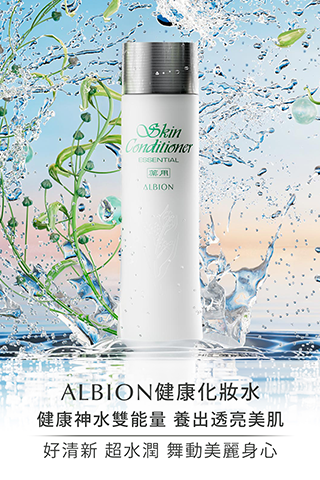 Skin
Conditioner
ESSENTIAL
薬用
ALBION
ALBION健康化妝水
健康神水雙能量 養出透亮美肌
好清新 超水潤 舞動美麗身心